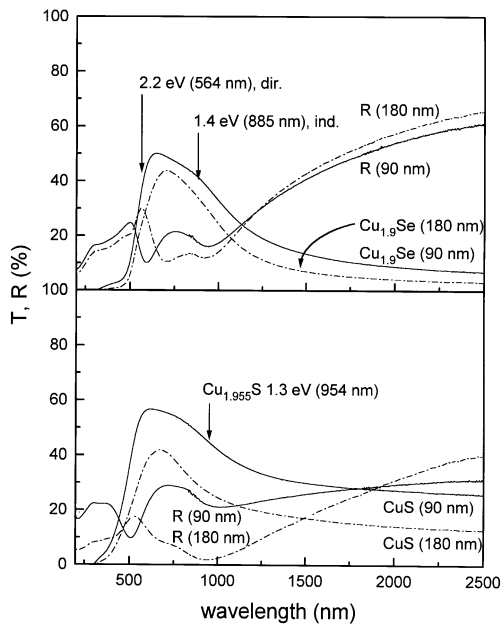 100
80
60
40
20
100
80
60
40
20
0
T, R (%)
2.2 eV (564 nm), dir.
1.4 eV (885 nm), ind.
R (180 nm)
R (90 nm)
Cu1.9Se (180 nm)
Cu1.9Se (90 nm)
Cu1.955S 1.3 eV (954 nm)
R (90 nm)
R (180 nm)
CuS (90 nm)
CuS (180 nm)
500 1000 1500 2000 2500
wavelength (nm)